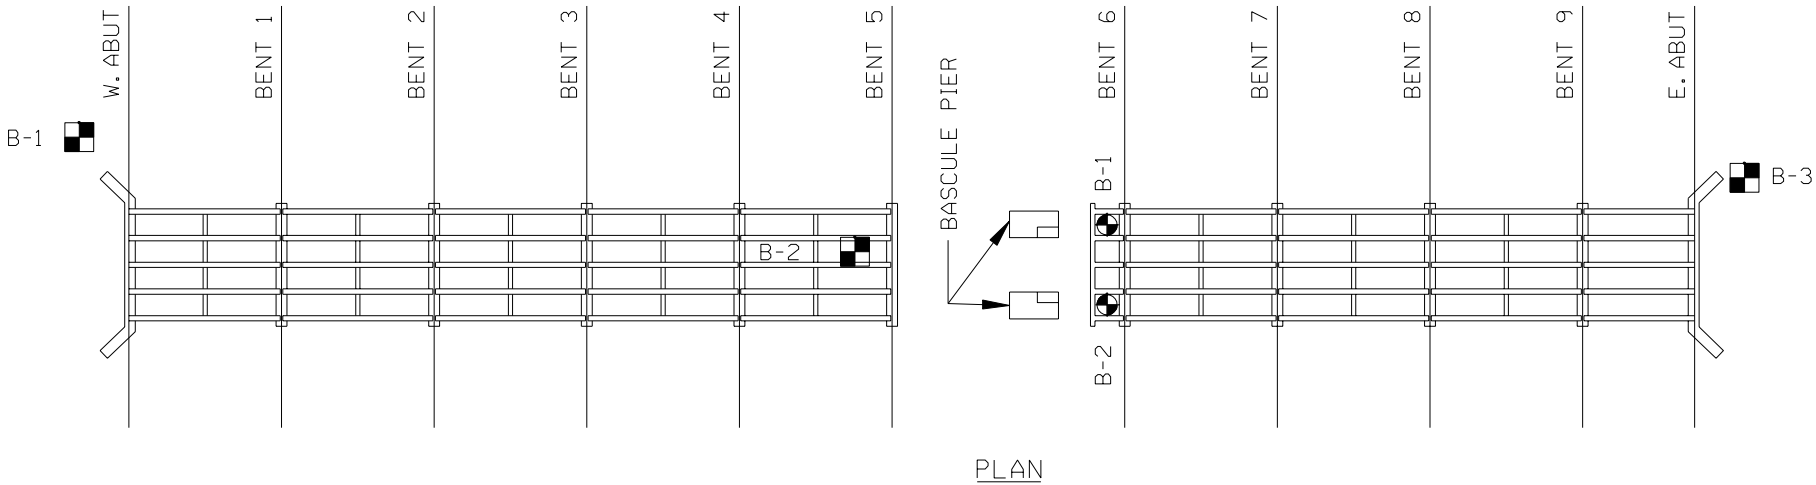 W. ABUT
BENT 1
BENT 2
BENT 3
BENT 4
BENT 5
BASCULE PIER
BENT 6
BENT 7
BENT 8
BENT 9
E. ABUT
B-1
B-1
B-3
B-2
B-2
PLAN